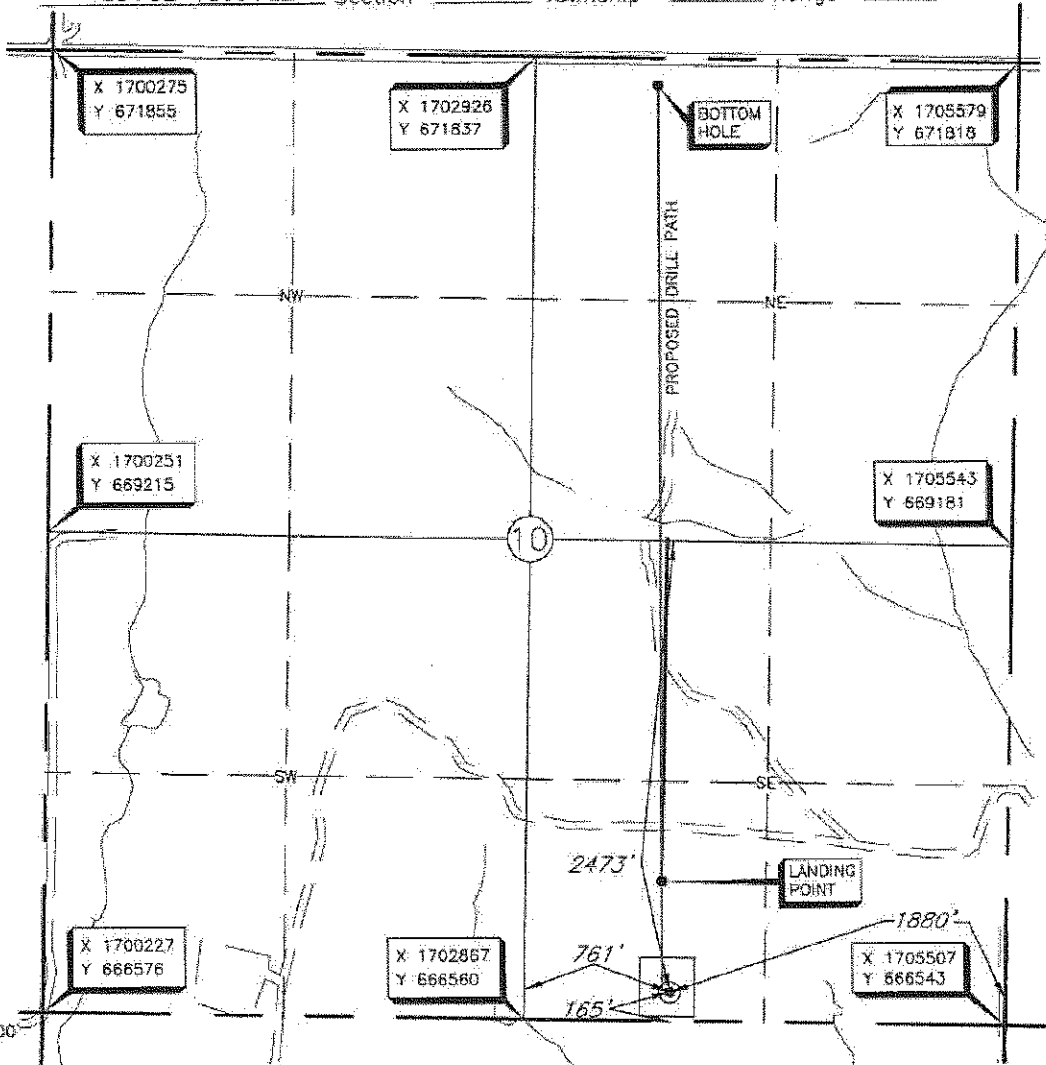 Section
X 1700275
Y 671855
X 1702926
Y 671837
BOTTOM
HOLE
X 1705579
Y 671818
PROPOSED DRILL PATH
NW
NE
X 1700251
Y 669215
X 1705543
Y 669181
10
SW
SE
2473'
LANDING
POINT
1880'
X 1700227
Y 666576
X 1702867
Y 666560
761'
X 1705507
Y 666543
165'